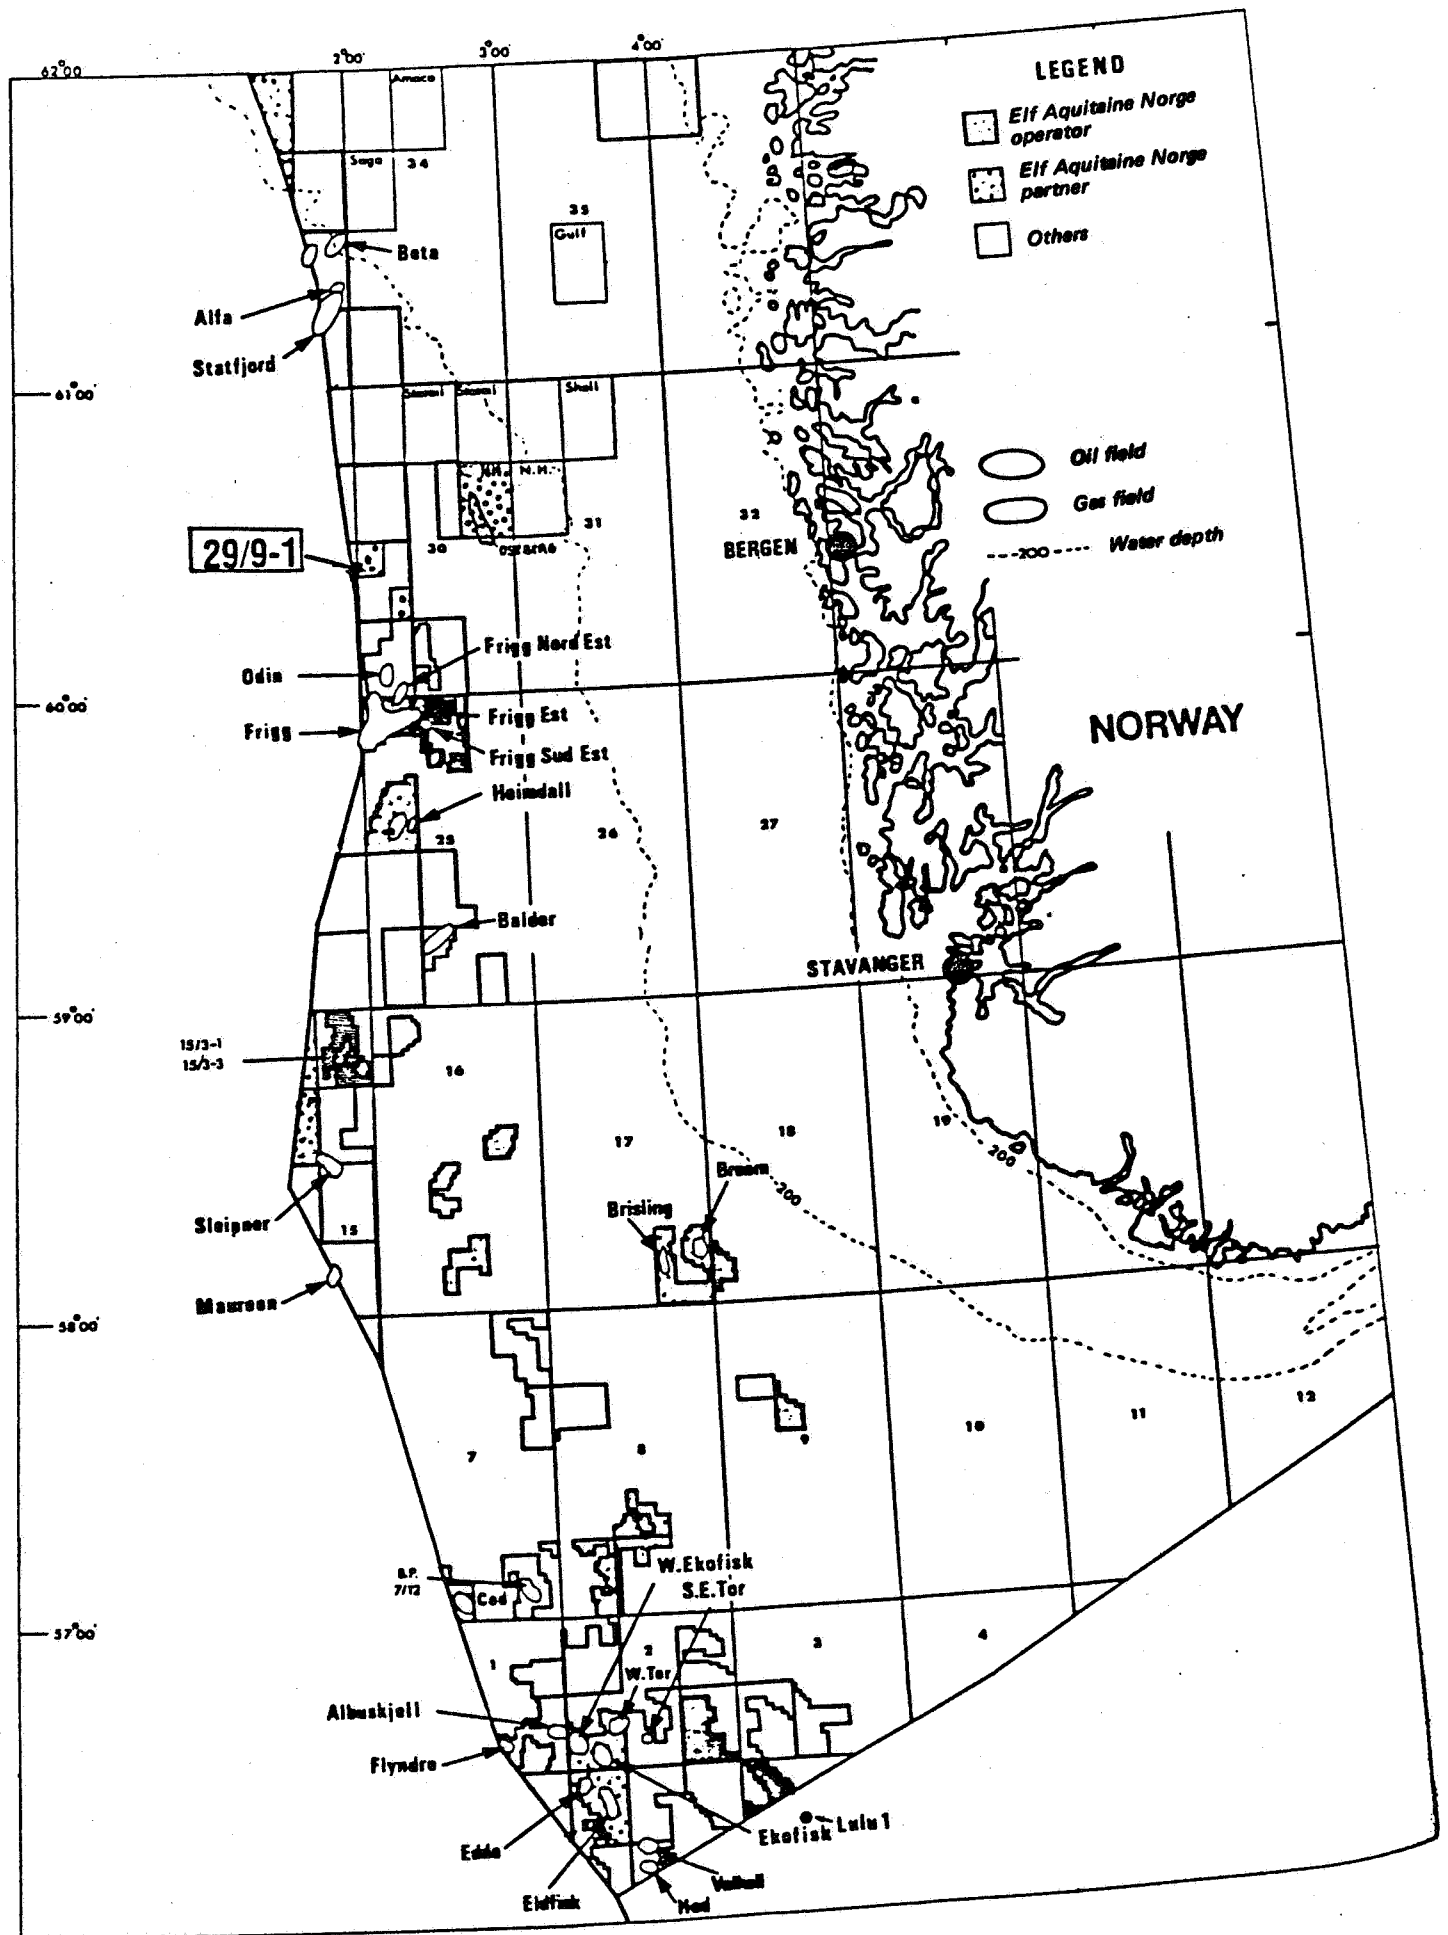 2°00'
3°00'
4°00'
62°00
Amoco
LEGEND
Elf Aquitaine Norge
operator
Elf Aquitaine Norge
partner
Others
Saga
34
35
Gulf
Beta
Alfa
Statfjord
61°00'
Shell
Oil field
Gas field
---200---- Water depth
N.H.
31
32
30
BERGEN
29/9-1
Frigg Nord Est
Odin
60°00'
Frigg Est
Frigg
Frigg Sud Est
NORWAY
Heimdall
25
26
27
Balder
STAVANGER
59°00'
15/3-1
15/3-3
16
17
18
19
200
Bream
200
Brisling
Sleipner
15
Maureen
58°00'
7
8
9
10
11
12
W.Ekofisk
S.E.Tor
B.P.
7/12
Cod
57°00'
1
2
3
4
W.Tor
Albuskjell
Flyndre
Edda
Ekofisk
Lulu 1
Eldfisk
Valhall
Hod